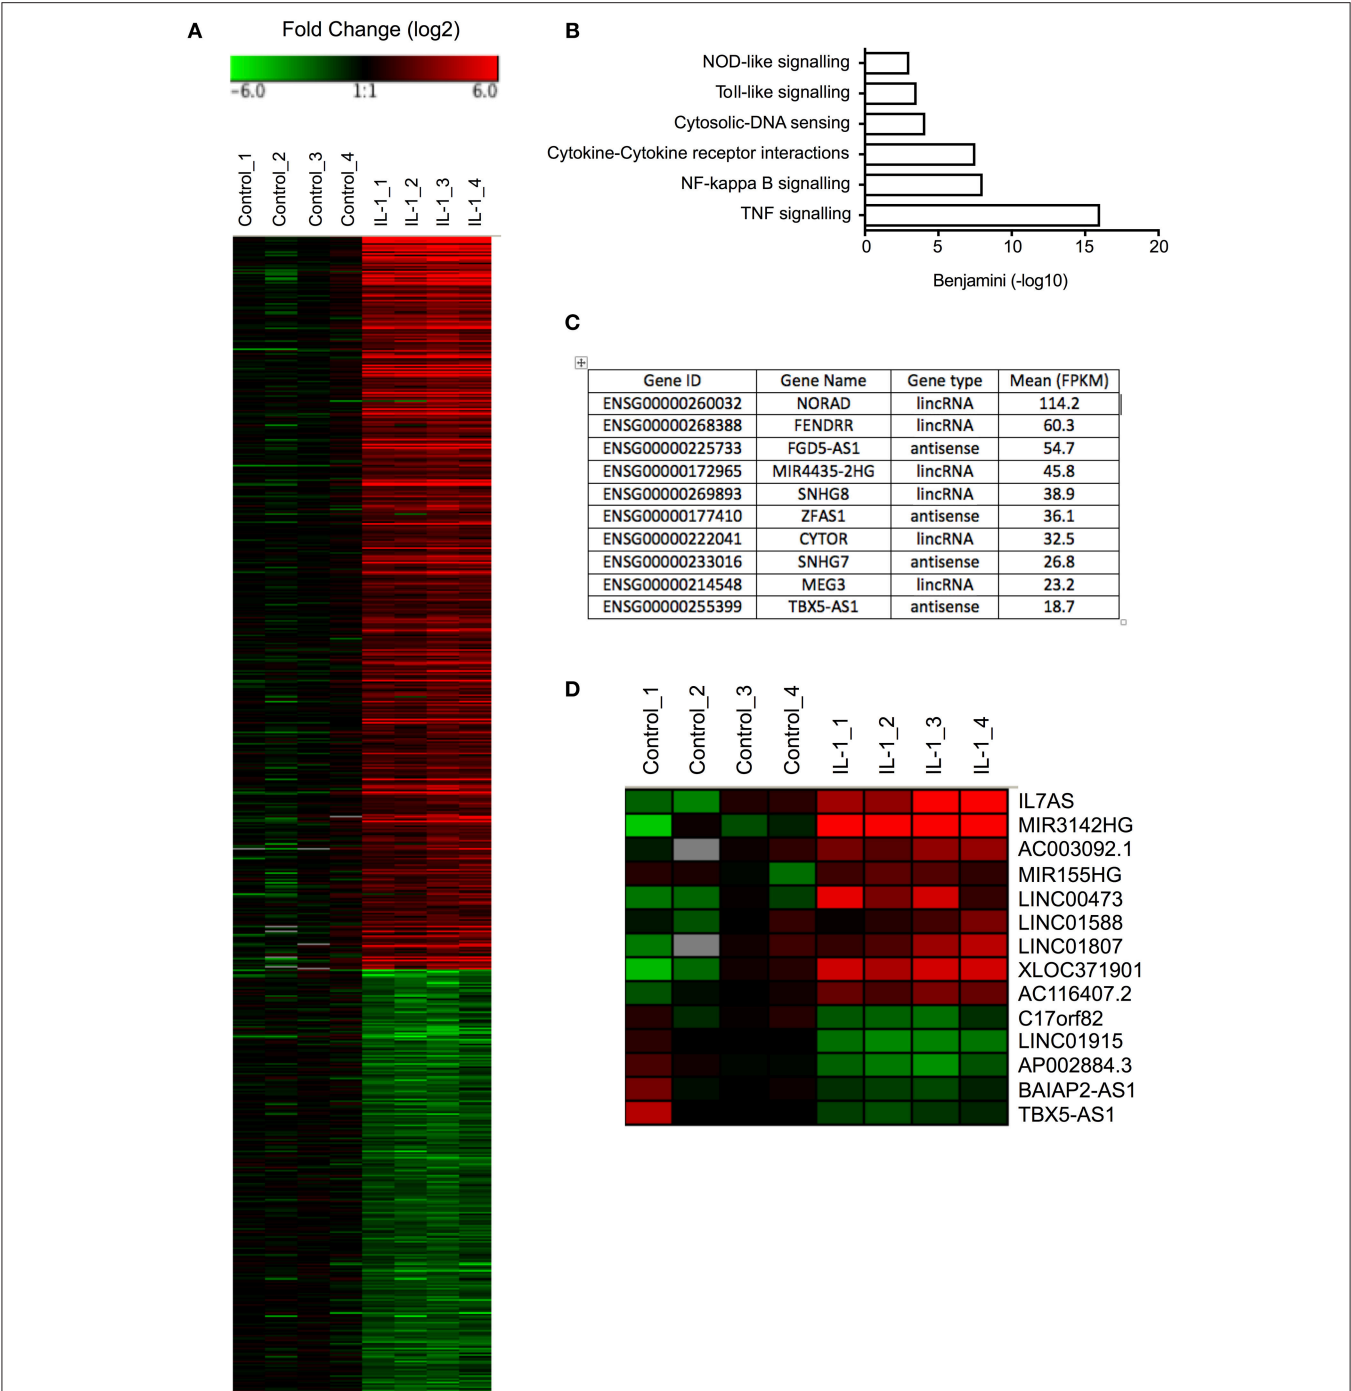 A
Fold Change (log2)
−6.0 1:1 6.0
Control_1 Control_2 Control_3 Control_4 IL-1_1 IL-1_2 IL-1_3 IL-1_4
B
NOD-like signalling
Toll-like signalling
Cytosolic-DNA sensing
Cytokine-Cytokine receptor interactions
NF-kappa B signalling
TNF signalling
0 5 10 15 20
Benjamini (-log10)
C
Gene ID Gene Name Gene type Mean (FPKM)
ENSG00000260032 NORAD lincRNA 114.2
ENSG00000268388 FENDRR lincRNA 60.3
ENSG00000225733 FGD5-AS1 antisense 54.7
ENSG00000172965 MIR4435-2HG lincRNA 45.8
ENSG00000269893 SNHG8 lincRNA 38.9
ENSG00000177410 ZFAS1 antisense 36.1
ENSG00000222041 CYTOR lincRNA 32.5
ENSG00000233016 SNHG7 antisense 26.8
ENSG00000214548 MEG3 lincRNA 23.2
ENSG00000255399 TBX5-AS1 antisense 18.7
D
Control_1 Control_2 Control_3 Control_4 IL-1_1 IL-1_2 IL-1_3 IL-1_4
IL7AS
MIR3142HG
AC003092.1
MIR155HG
LINC00473
LINC01588
LINC01807
XLOC371901
AC116407.2
C17orf82
LINC01915
AP002884.3
BAIAP2-AS1
TBX5-AS1